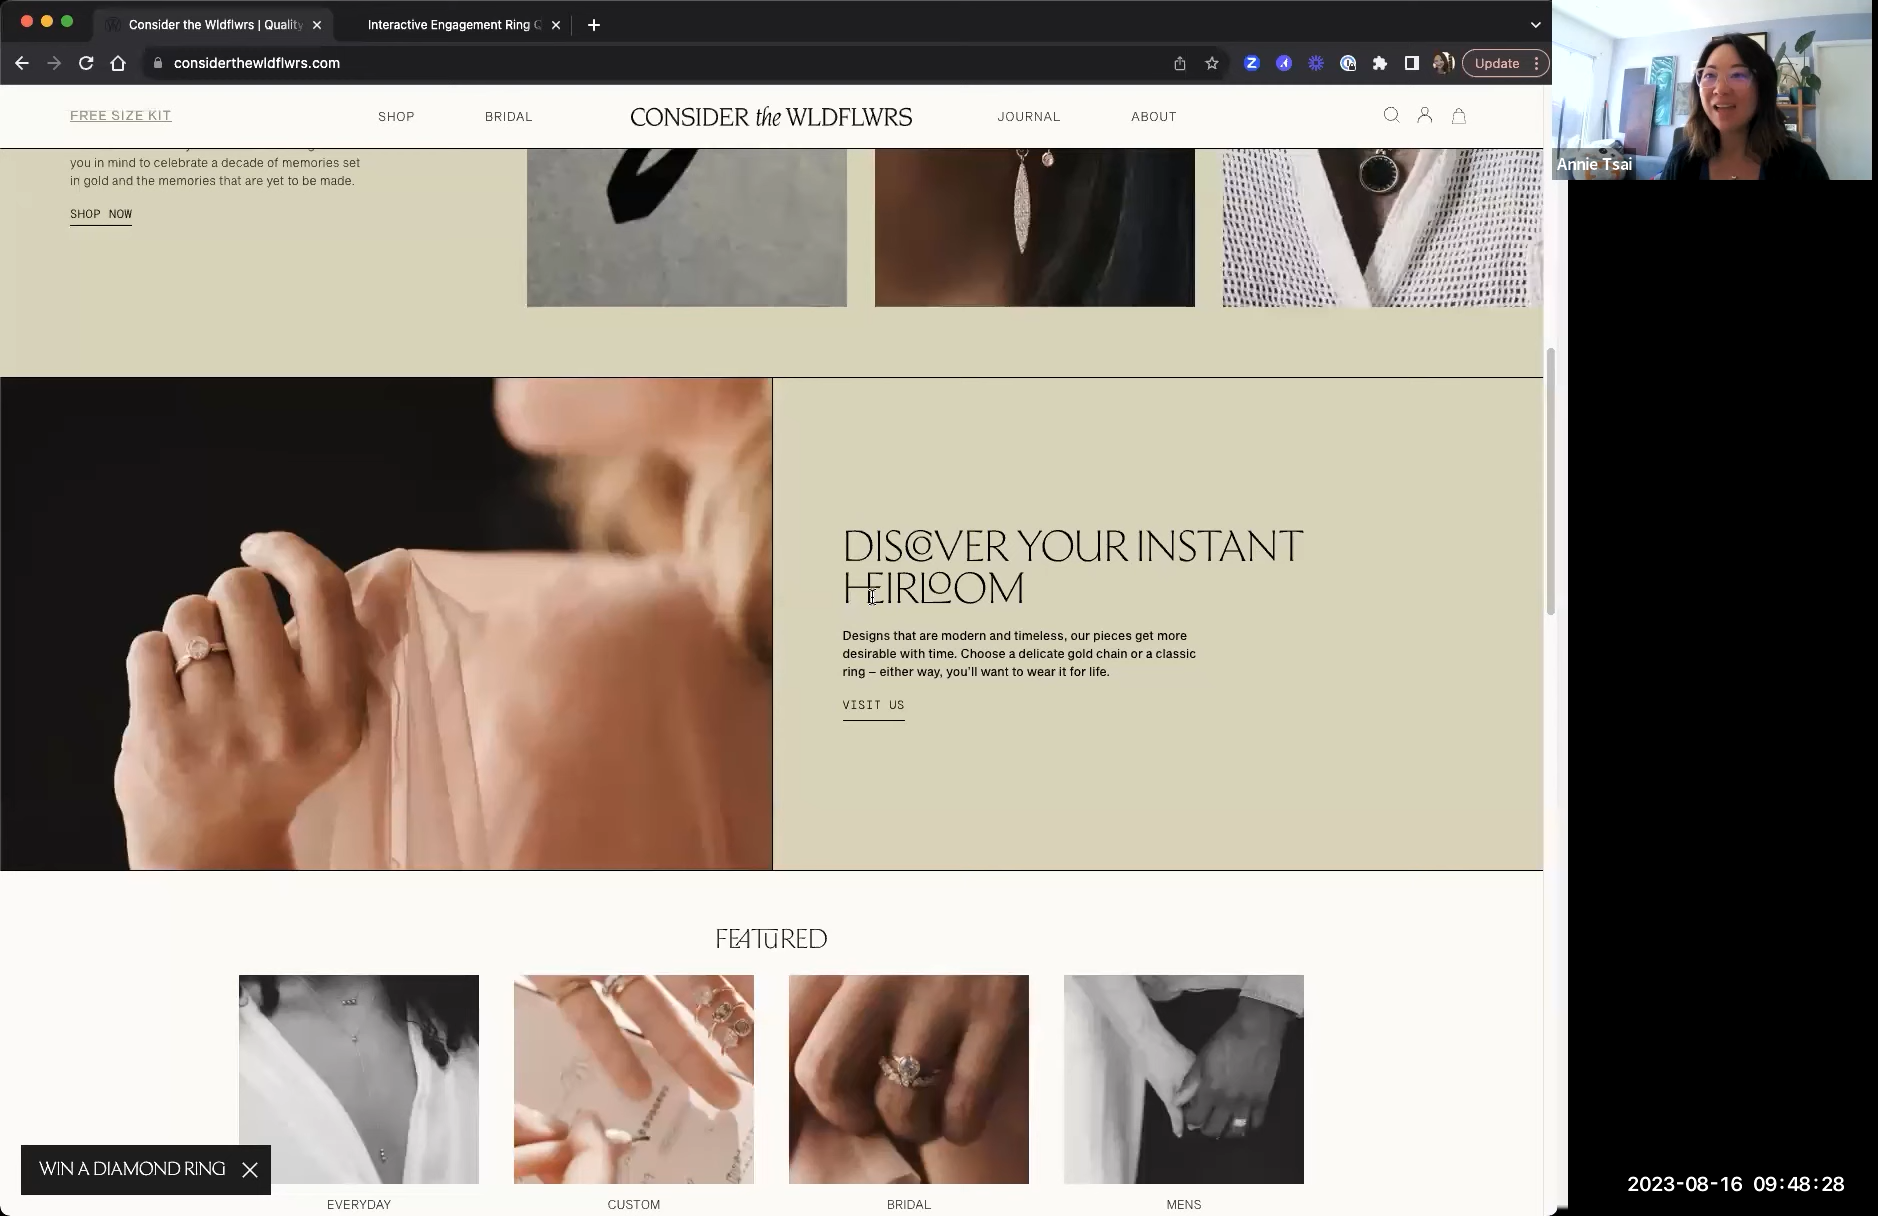 Consider the Wldflwrs | Quality
Interactive Engagement Ring Q
considerthewldflwrs.com
Update
FREE SIZE KIT
SHOP
BRIDAL
CONSIDER the WLDFLWRS
JOURNAL
ABOUT
you in mind to celebrate a decade of memories set
in gold and the memories that are yet to be made.
SHOP NOW
Annie Tsai
DISCOVER YOUR INSTANT
HEIRLOOM
Designs that are modern and timeless, our pieces get more
desirable with time. Choose a delicate gold chain or a classic
ring – either way, you'll want to wear it for life.
VISIT US
FEATURED
WIN A DIAMOND RING
EVERYDAY
CUSTOM
BRIDAL
MENS
2023-08-16 09:48:28